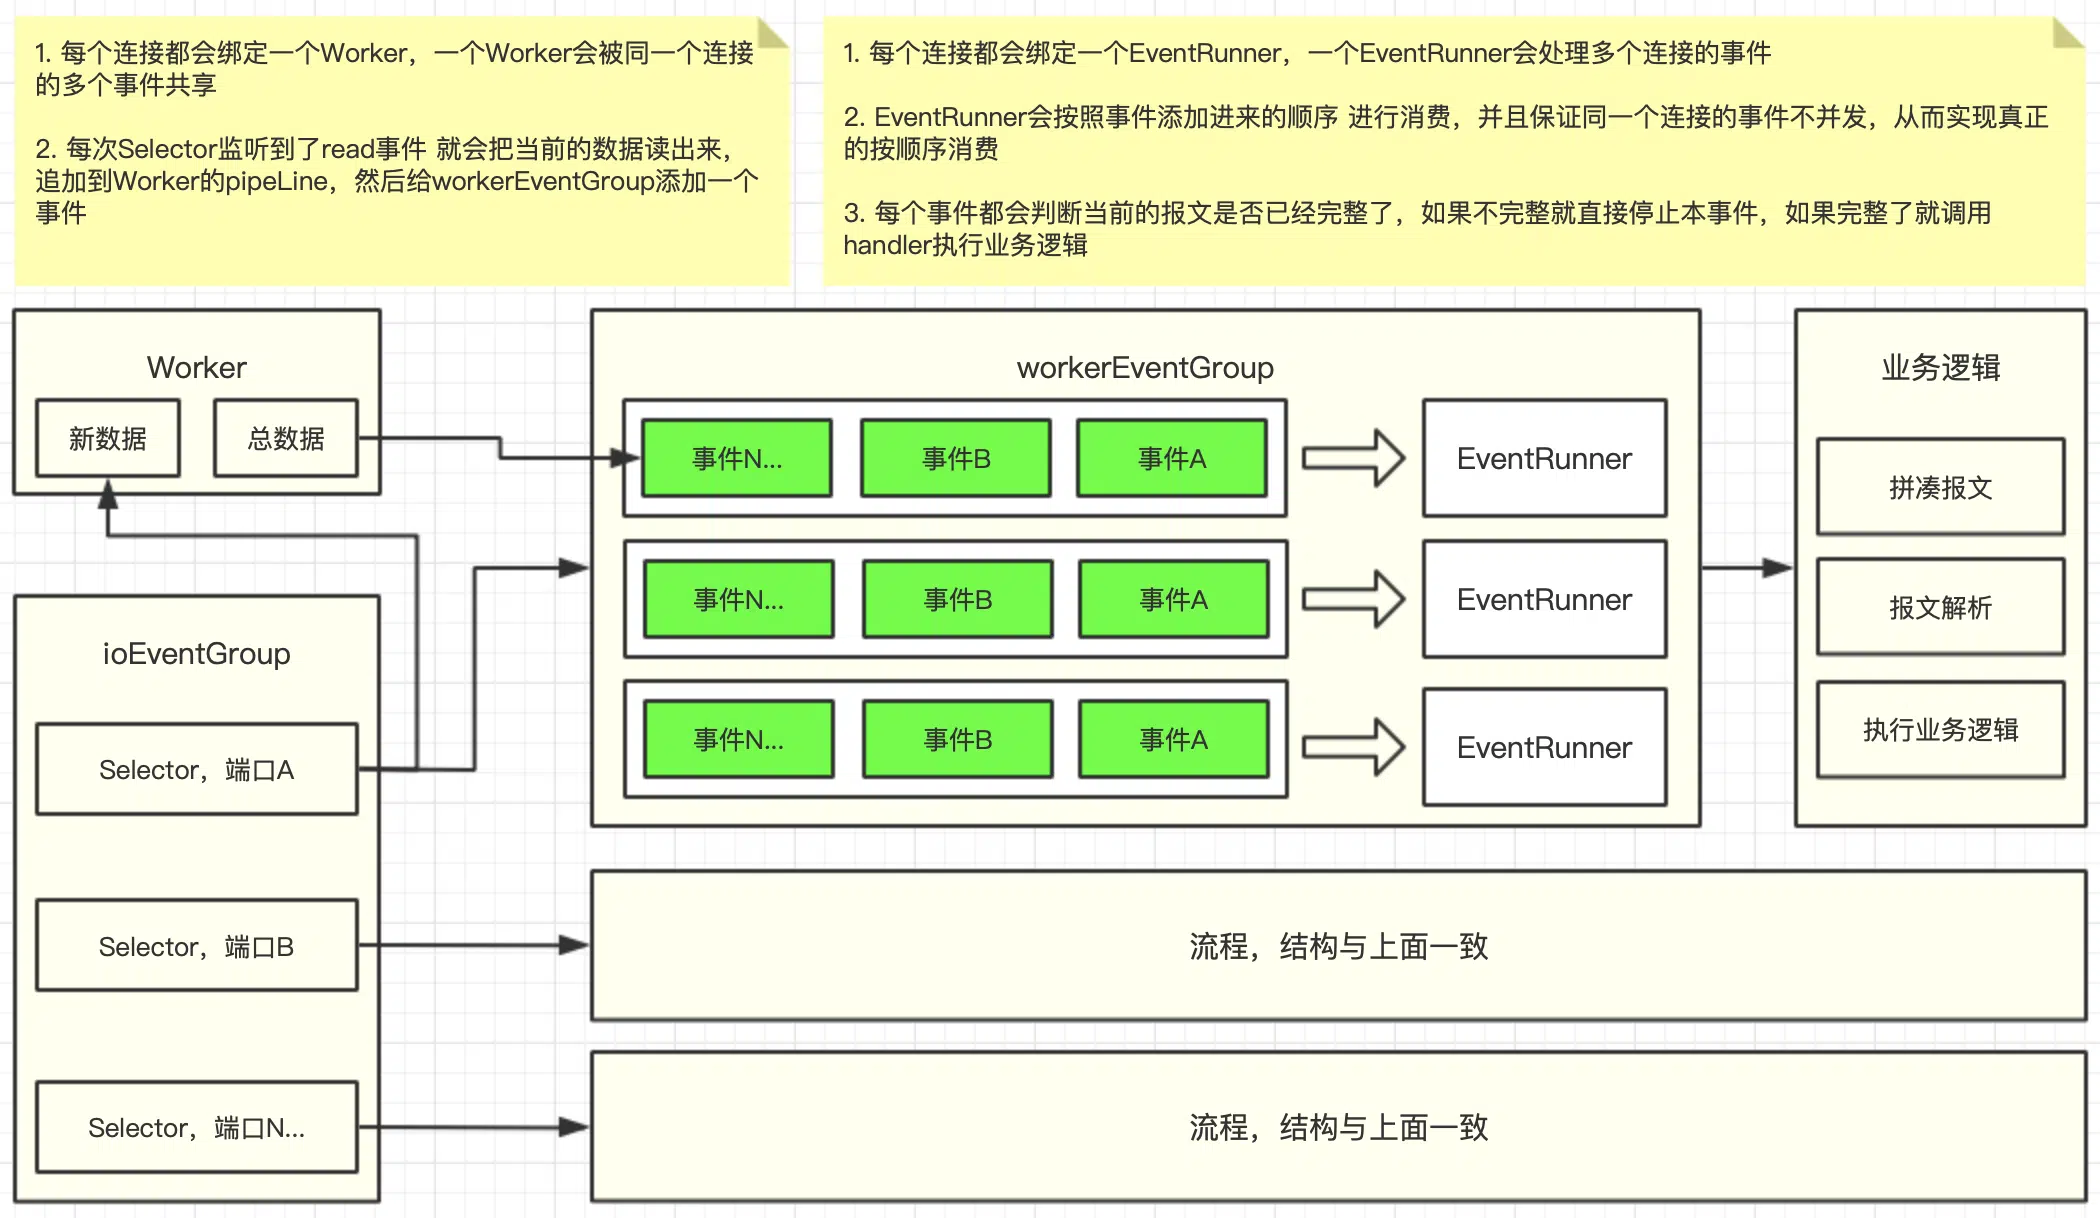 1. 每个连接都会绑定一个Worker，一个Worker会被同一个连接
的多个事件共享
2. 每次Selector监听到了read事件 就会把当前的数据读出来，
追加到Worker的pipeLine，然后给workerEventGroup添加一个
事件
1. 每个连接都会绑定一个EventRunner，一个EventRunner会处理多个连接的事件
2. EventRunner会按照事件添加进来的顺序 进行消费，并且保证同一个连接的事件不并发，从而实现真正
的按顺序消费
3. 每个事件都会判断当前的报文是否已经完整了，如果不完整就直接停止本事件，如果完整了就调用
handler执行业务逻辑
Worker
新数据
总数据
ioEventGroup
Selector，端口A
Selector，端口B
Selector，端口N...
workerEventGroup
事件N...
事件B
事件A
EventRunner
事件N...
事件B
事件A
EventRunner
事件N...
事件B
事件A
EventRunner
业务逻辑
拼凑报文
报文解析
执行业务逻辑
流程，结构与上面一致
流程，结构与上面一致